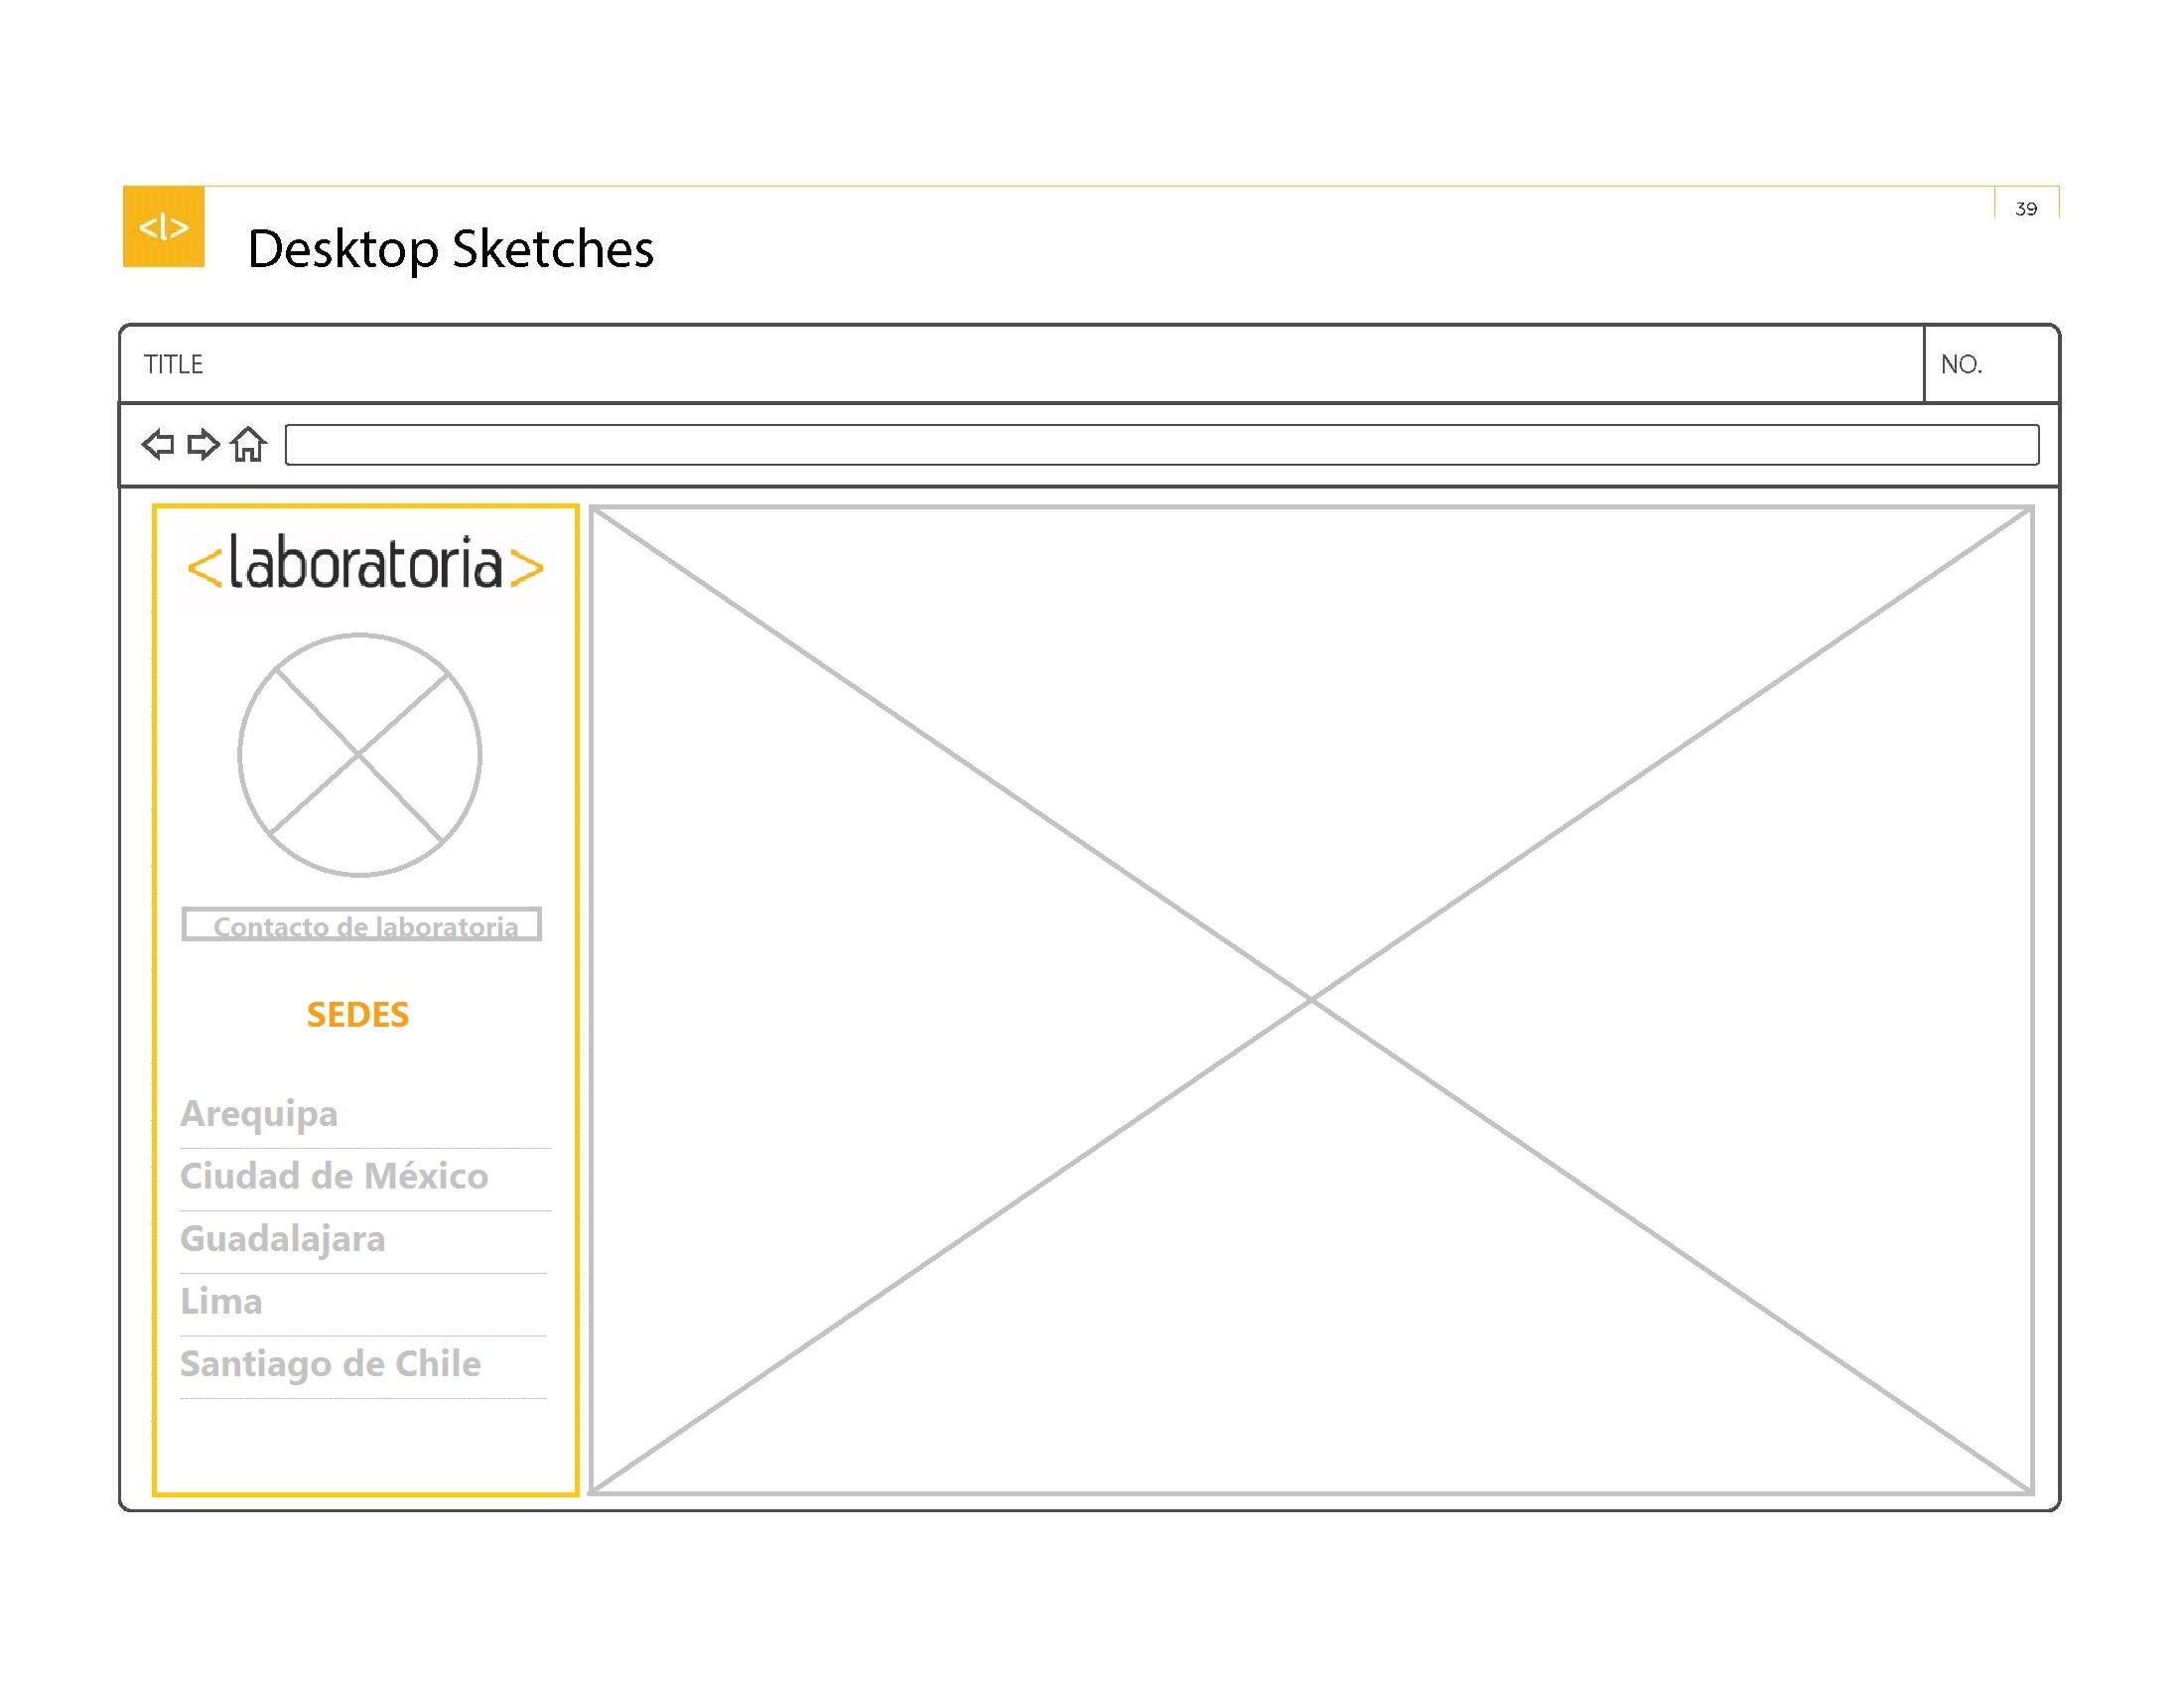 <l>
39
Desktop Sketches
TITLE
NO.
<laboratoria>
Contacto de laboratoria
SEDES
Arequipa
Ciudad de México
Guadalajara
Lima
Santiago de Chile